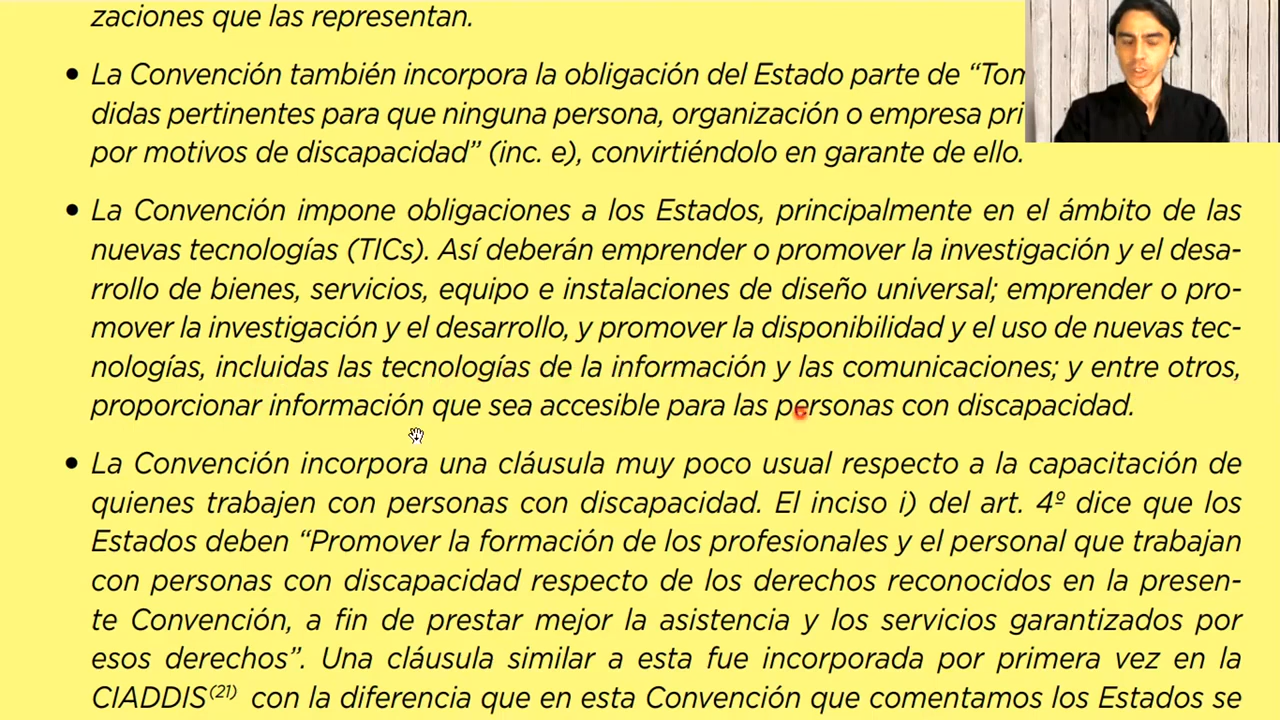 zaciones que las representan.
• La Convención también incorpora la obligación del Estado parte de “Tom
didas pertinentes para que ninguna persona, organización o empresa pri
por motivos de discapacidad” (inc. e), convirtiéndolo en garante de ello.
• La Convención impone obligaciones a los Estados, principalmente en el ámbito de las
nuevas tecnologías (TICs). Así deberán emprender o promover la investigación y el desa-
rrollo de bienes, servicios, equipo e instalaciones de diseño universal; emprender o pro-
mover la investigación y el desarrollo, y promover la disponibilidad y el uso de nuevas tec-
nologías, incluidas las tecnologías de la información y las comunicaciones; y entre otros,
proporcionar información que sea accesible para las personas con discapacidad.
• La Convención incorpora una cláusula muy poco usual respecto a la capacitación de
quienes trabajen con personas con discapacidad. El inciso i) del art. 4º dice que los
Estados deben “Promover la formación de los profesionales y el personal que trabajan
con personas con discapacidad respecto de los derechos reconocidos en la presen-
te Convención, a fin de prestar mejor la asistencia y los servicios garantizados por
esos derechos”. Una cláusula similar a esta fue incorporada por primera vez en la
CIADDIS(21) con la diferencia que en esta Convención que comentamos los Estados se